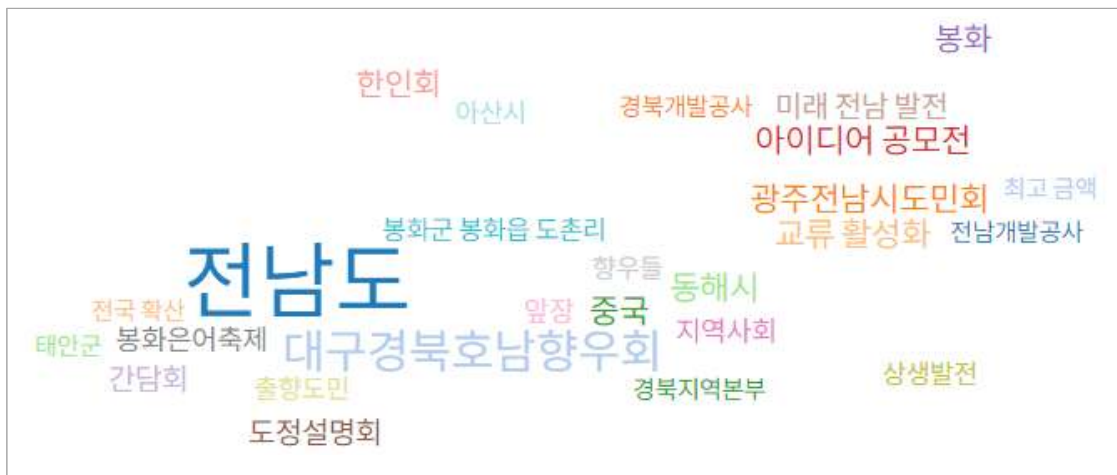 봉화
한인회
아산시
경북개발공사
미래 전남 발전
아이디어 공모전
최고 금액
광주전남시도민회
봉화군 봉화읍 도촌리
교류 활성화
전남개발공사
전남도
향우들
동해시
전국 확산
앞장
중국
지역사회
태안군
봉화은어축제
대구경북호남향우회
간담회
출향도민
경북지역본부
상생발전
도정설명회